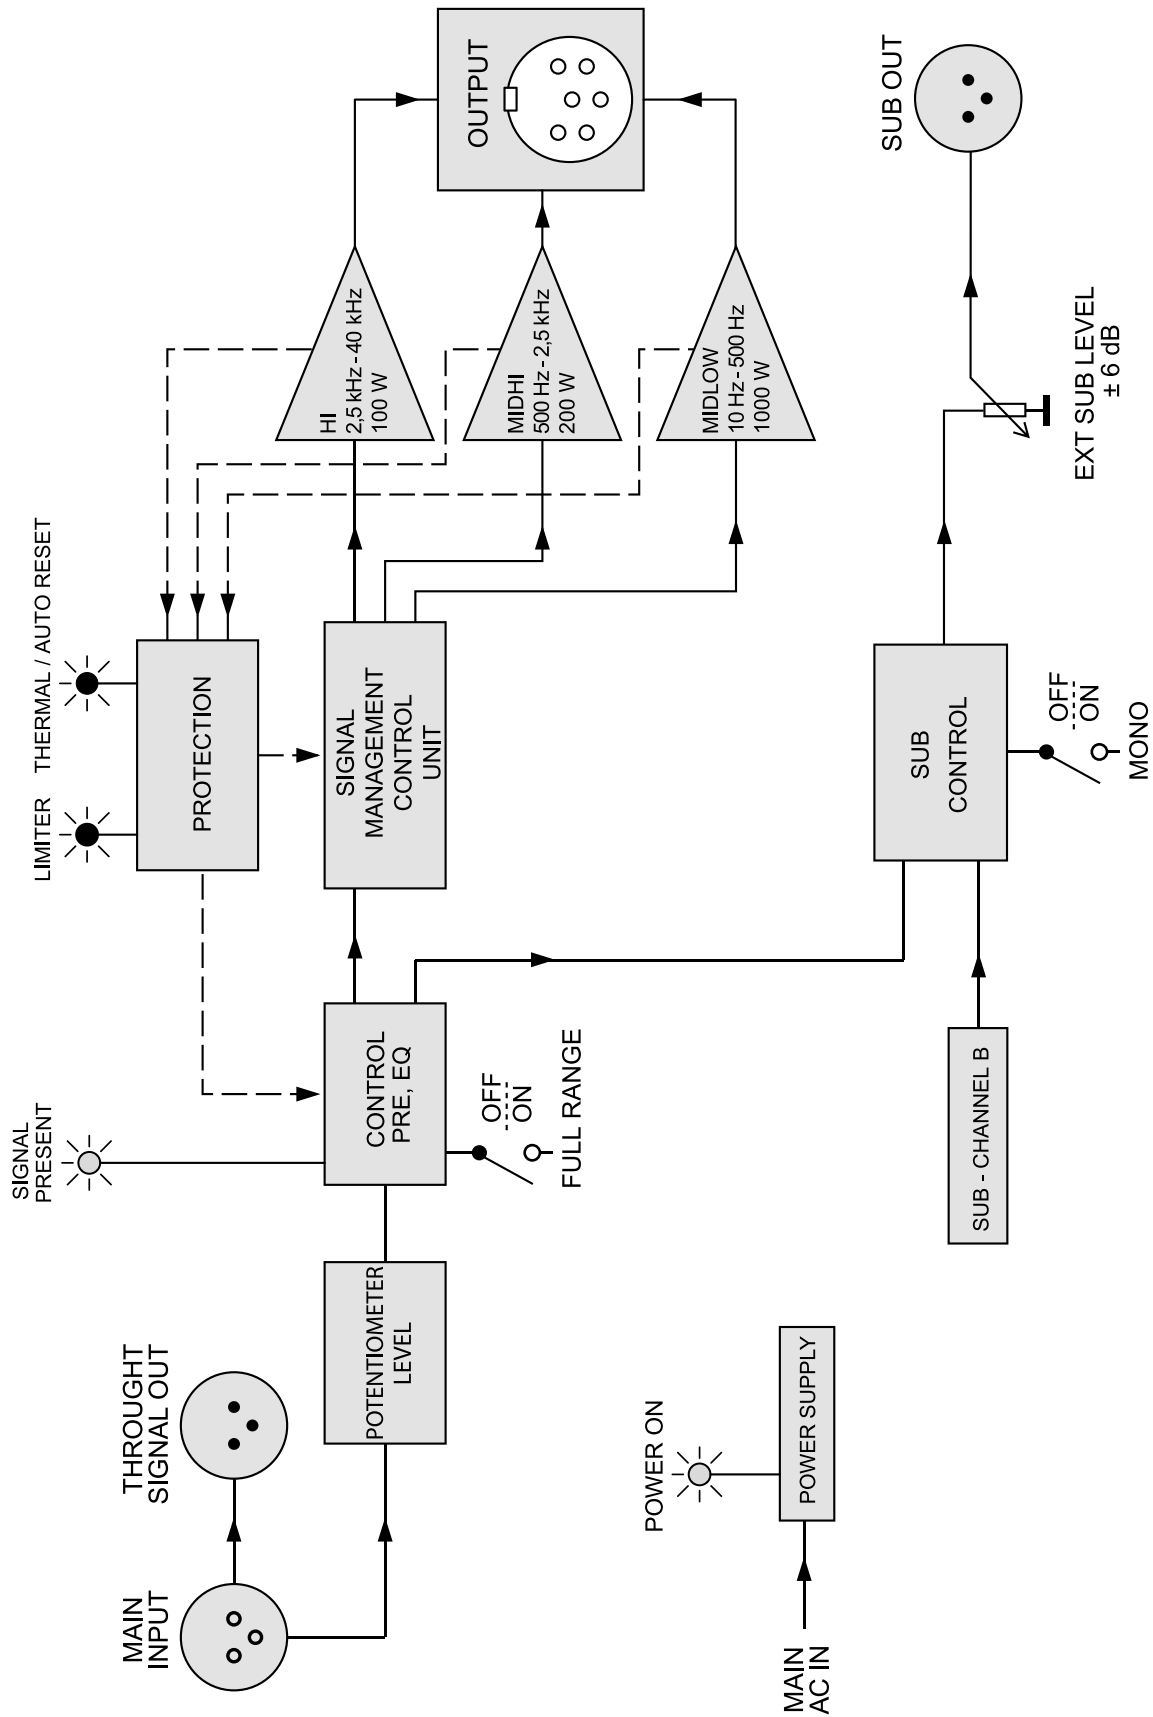 MAIN
INPUT
THROUGHT
SIGNAL OUT
POTENTIOMETER
LEVEL
SIGNAL
PRESENT
CONTROL
PRE, EQ
OFF
ON
FULL RANGE
LIMITER
THERMAL / AUTO RESET
PROTECTION
SIGNAL
MANAGEMENT
CONTROL
UNIT
HI
2,5 kHz - 40 kHz
100 W
MIDHI
500 Hz - 2,5 kHz
200 W
MIDLOW
10 Hz - 500 Hz
1000 W
OUTPUT
MAIN
AC IN
POWER ON
POWER SUPPLY
SUB - CHANNEL B
SUB
CONTROL
OFF
ON
MONO
EXT SUB LEVEL
± 6 dB
SUB OUT